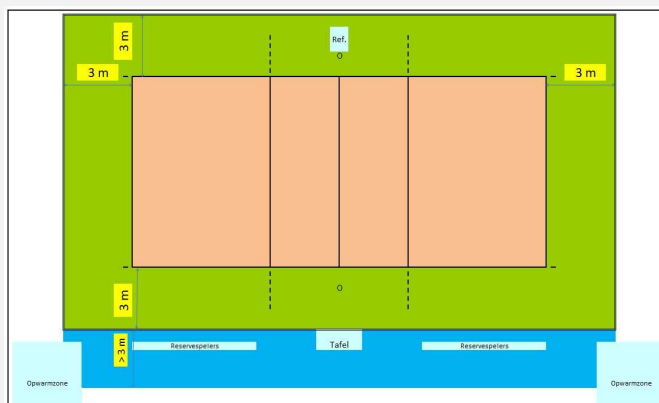 Ref.
3 m
O
3 m
3 m
3 m
O
> 3 m
Reservespelers
Tafel
Reservespelers
Opwarmzone
Opwarmzone